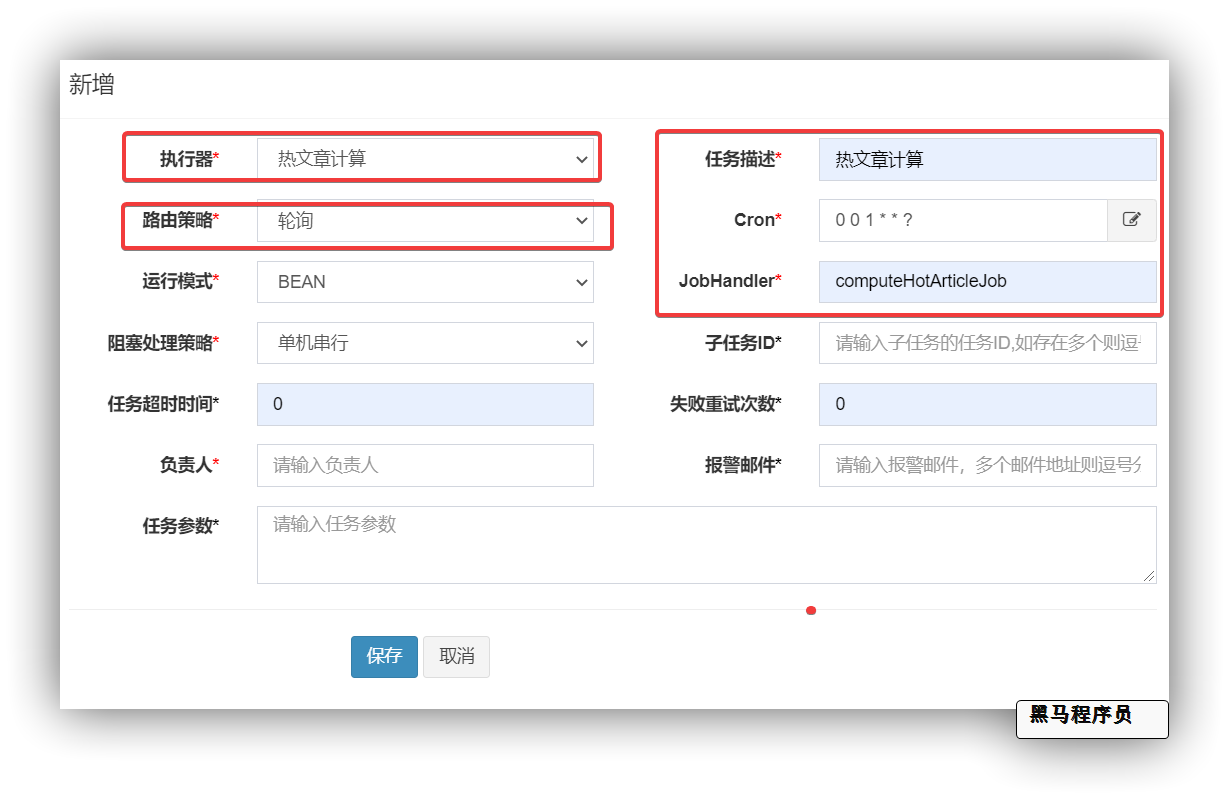 新增
执行器* 热文章计算 任务描述* 热文章计算
路由策略* 轮询 Cron* 0 0 1 * * ?
运行模式* BEAN JobHandler* computeHotArticleJob
阻塞处理策略* 单机串行 子任务ID* 请输入子任务的任务ID,如存在多个则逗
任务超时时间* 0 失败重试次数* 0
负责人* 请输入负责人 报警邮件* 请输入报警邮件，多个邮件地址则逗号分
任务参数* 请输入任务参数
保存 取消
黑马程序员